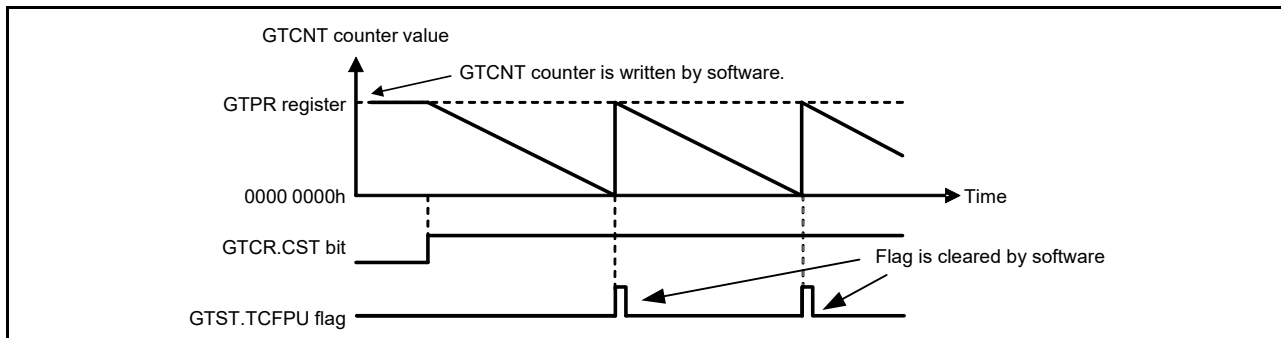 GTCNT counter value
GTCNT counter is written by software.
GTPR register
0000 0000h
Time
GTCR.CST bit
Flag is cleared by software
GTST.TCFPU flag